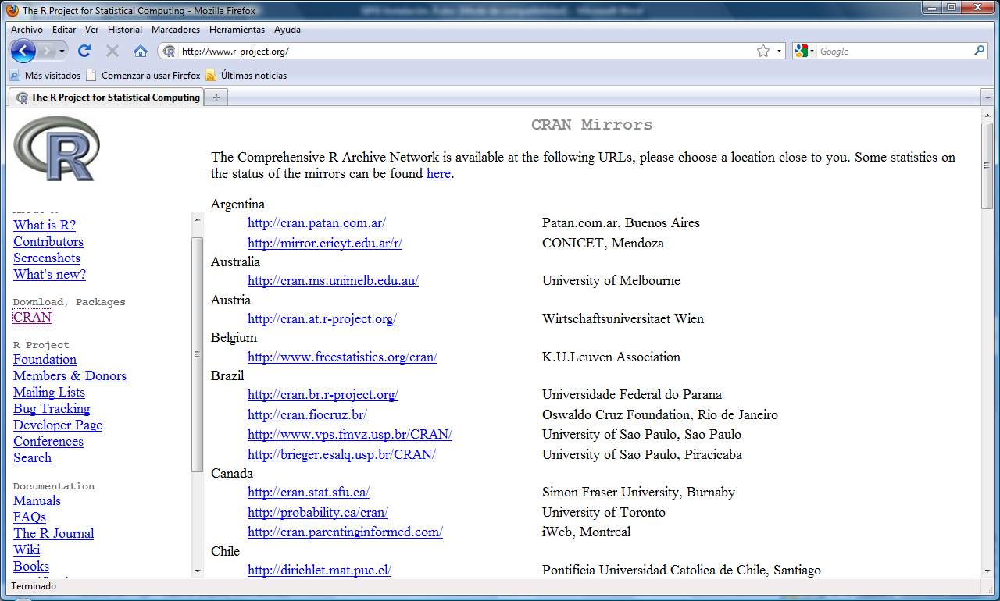 The R Project for Statistical Computing - Mozilla Firefox
Archivo Editar Ver Historial Marcadores Herramientas Ayuda
http://www.r-project.org/
Google
Más visitados Comenzar a usar Firefox Últimas noticias
The R Project for Statistical Computing
R
What is R?
Contributors
Screenshots
What's new?
Download, Packages
CRAN
R Project
Foundation
Members & Donors
Mailing Lists
Bug Tracking
Developer Page
Conferences
Search
Documentation
Manuals
FAQs
The R Journal
Wiki
Books
CRAN Mirrors
The Comprehensive R Archive Network is available at the following URLs, please choose a location close to you. Some statistics on
the status of the mirrors can be found here.
Argentina
http://cran.patan.com.ar/ Patan.com.ar, Buenos Aires
http://mirror.cricyt.edu.ar/r/ CONICET, Mendoza
Australia
http://cran.ms.unimelb.edu.au/ University of Melbourne
Austria
http://cran.at.r-project.org/ Wirtschaftsuniversitaet Wien
Belgium
http://www.freestatistics.org/cran/ K.U.Leuven Association
Brazil
http://cran.br.r-project.org/ Universidade Federal do Parana
http://cran.fiocruz.br/ Oswaldo Cruz Foundation, Rio de Janeiro
http://www.vps.fmvz.usp.br/CRAN/ University of Sao Paulo, Sao Paulo
http://brieger.esalq.usp.br/CRAN/ University of Sao Paulo, Piracicaba
Canada
http://cran.stat.sfu.ca/ Simon Fraser University, Burnaby
http://probability.ca/cran/ University of Toronto
http://cran.parentinginformed.com/ iWeb, Montreal
Chile
http://dirichlet.mat.puc.cl/ Pontificia Universidad Catolica de Chile, Santiago
Terminado